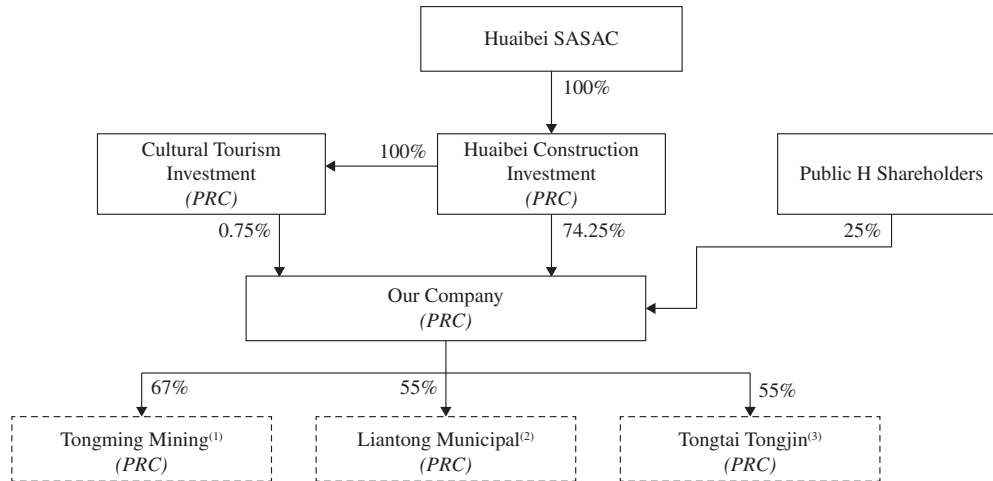 Huaibei SASAC
100%
Cultural Tourism
Investment
(PRC)
100%
Huaibei Construction
Investment
(PRC)
Public H Shareholders
0.75%
74.25%
25%
Our Company
(PRC)
67%
55%
55%
Tongming Mining(1)
(PRC)
Liantong Municipal(2)
(PRC)
Tongtai Tongjin(3)
(PRC)